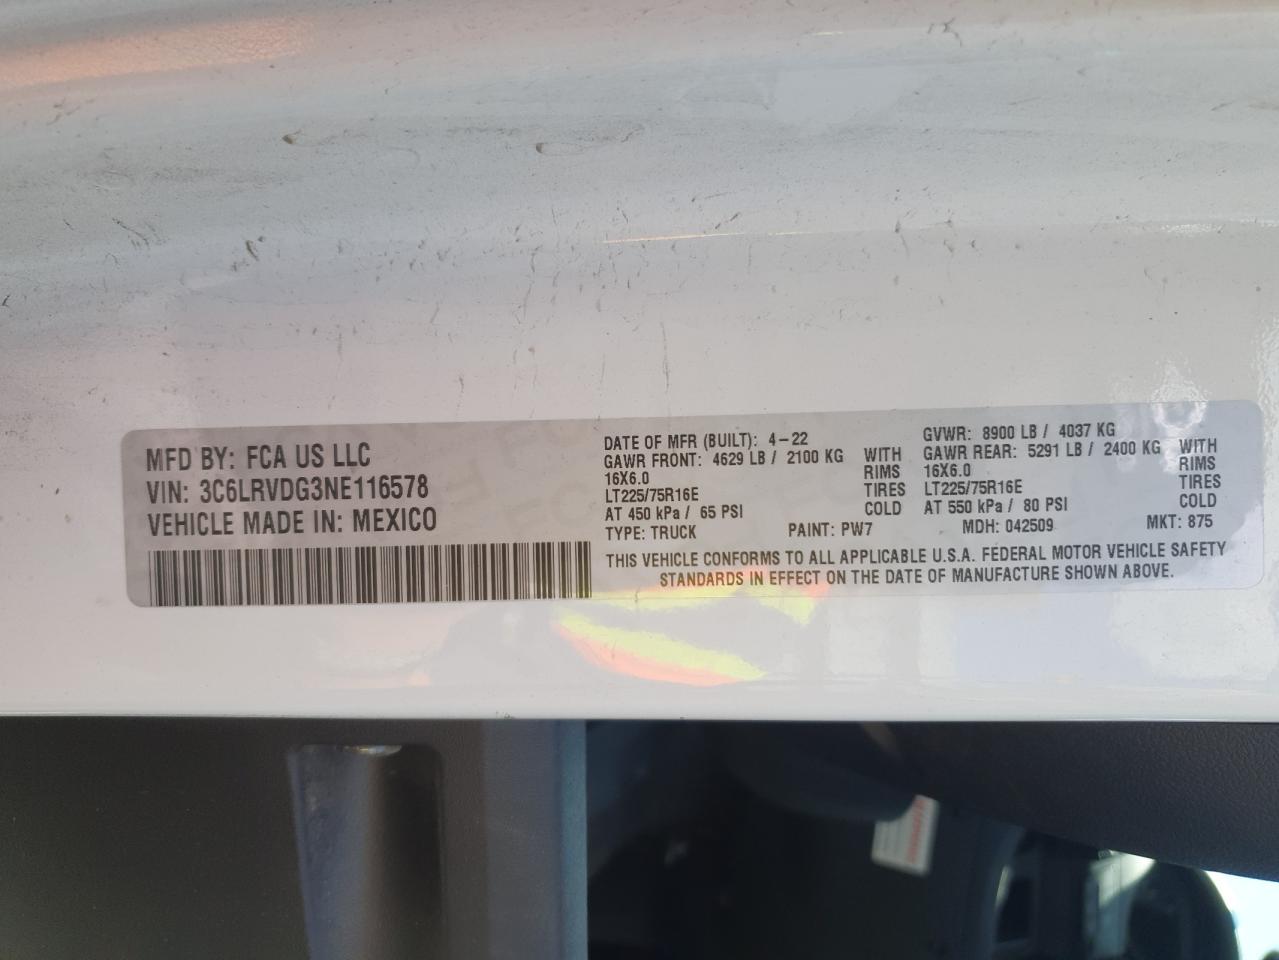 MFD BY: FCA US LLC
VIN: 3C6LRVDG3NE116578
VEHICLE MADE IN: MEXICO
DATE OF MFR (BUILT): 4-22
GAWR FRONT: 4629 LB / 2100 KG WITH
16X6.0 RIMS
LT225/75R16E TIRES
AT 450 kPa / 65 PSI COLD
TYPE: TRUCK PAINT: PW7
GVWR: 8900 LB / 4037 KG
GAWR REAR: 5291 LB / 2400 KG WITH
16X6.0 RIMS
LT225/75R16E TIRES
AT 550 kPa / 80 PSI COLD
MDH: 042509 MKT: 875
THIS VEHICLE CONFORMS TO ALL APPLICABLE U.S.A. FEDERAL MOTOR VEHICLE SAFETY
STANDARDS IN EFFECT ON THE DATE OF MANUFACTURE SHOWN ABOVE.